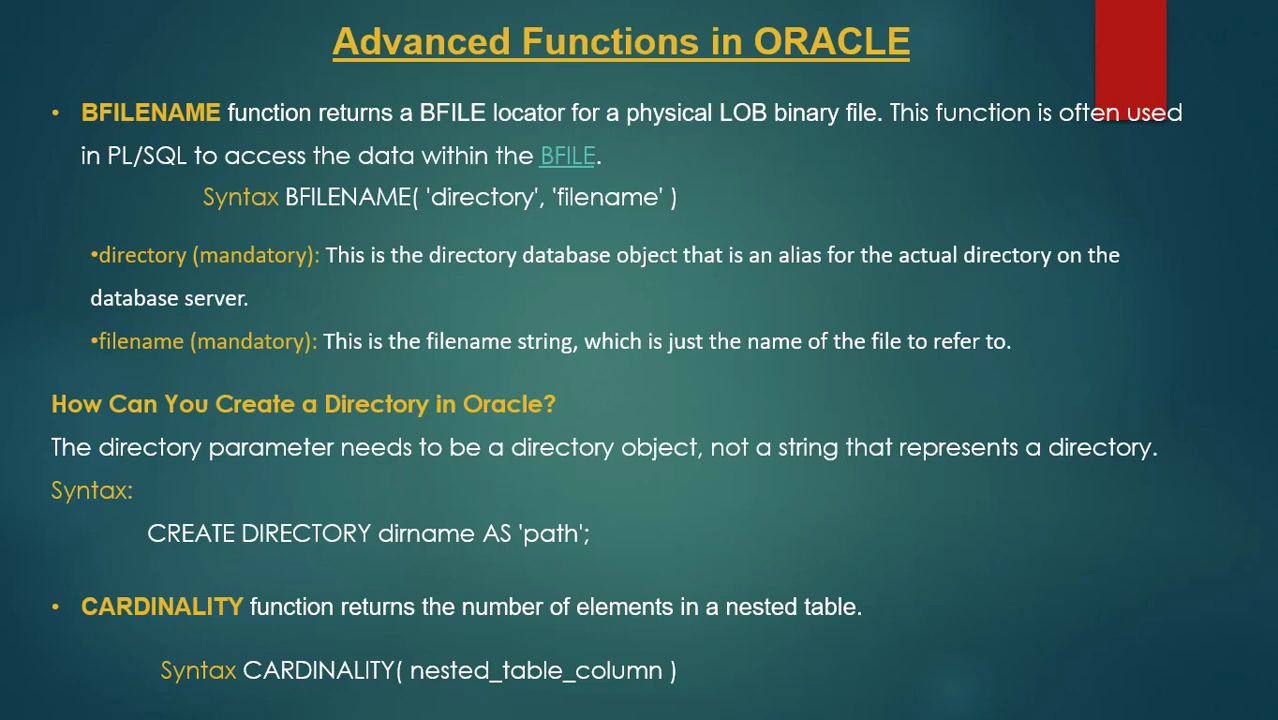 Advanced Functions in ORACLE
• BFILENAME function returns a BFILE locator for a physical LOB binary file. This function is often used
in PL/SQL to access the data within the BFILE.
Syntax BFILENAME( 'directory', 'filename' )
•directory (mandatory): This is the directory database object that is an alias for the actual directory on the
database server.
•filename (mandatory): This is the filename string, which is just the name of the file to refer to.
How Can You Create a Directory in Oracle?
The directory parameter needs to be a directory object, not a string that represents a directory.
Syntax:
CREATE DIRECTORY dirname AS 'path';
• CARDINALITY function returns the number of elements in a nested table.
Syntax CARDINALITY( nested_table_column )